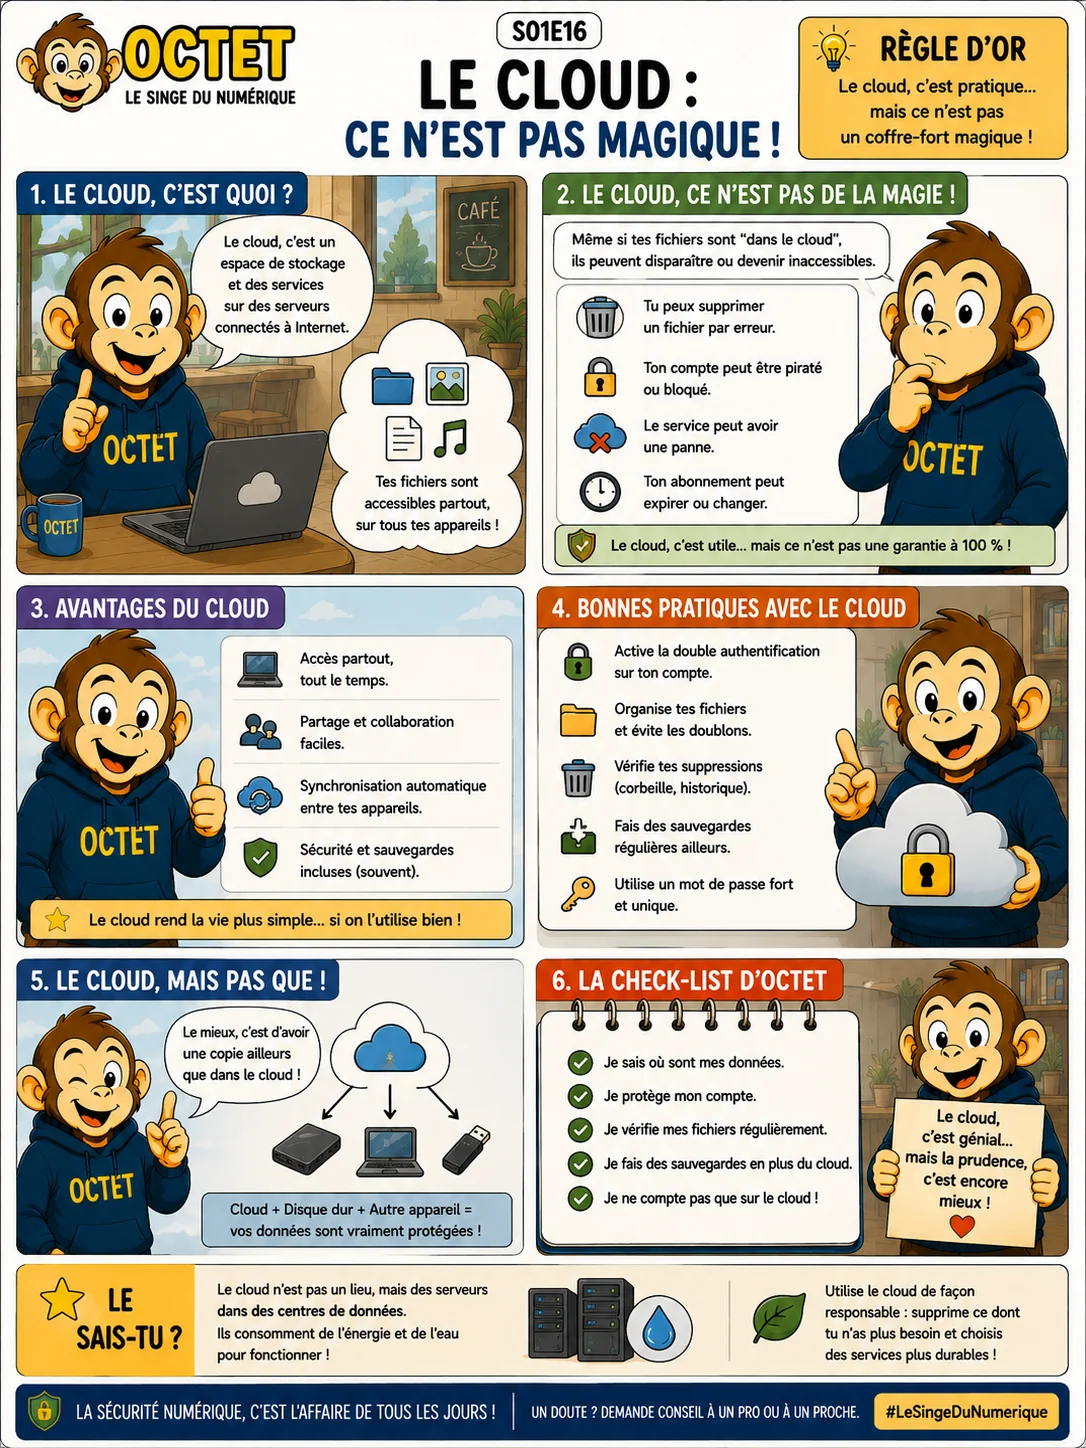 OCTET
LE SINGE DU NUMÉRIQUE
S01E16
LE CLOUD :
CE N'EST PAS MAGIQUE !
RÈGLE D'OR
Le cloud, c'est pratique...
mais ce n'est pas
un coffre-fort magique !
1. LE CLOUD, C'EST QUOI ?
Le cloud, c'est un
espace de stockage
et des services
sur des serveurs
connectés à Internet.
CAFÉ
OCTET
OCTET
Tes fichiers sont
accessibles partout,
sur tous tes appareils !
2. LE CLOUD, CE N'EST PAS DE LA MAGIE !
Même si tes fichiers sont "dans le cloud",
ils peuvent disparaître ou devenir inaccessibles.
Tu peux supprimer
un fichier par erreur.
Ton compte peut être piraté
ou bloqué.
Le service peut avoir
une panne.
Ton abonnement peut
expirer ou changer.
OCTET
Le cloud, c'est utile... mais ce n'est pas une garantie à 100 % !
3. AVANTAGES DU CLOUD
Accès partout,
tout le temps.
Partage et collaboration
faciles.
Synchronisation automatique
entre tes appareils.
Sécurité et sauvegardes
incluses (souvent).
OCTET
Le cloud rend la vie plus simple... si on l'utilise bien !
4. BONNES PRATIQUES AVEC LE CLOUD
Active la double authentification
sur ton compte.
Organise tes fichiers
et évite les doublons.
Vérifie tes suppressions
(corbeille, historique).
Fais des sauvegardes
régulières ailleurs.
Utilise un mot de passe fort
et unique.
5. LE CLOUD, MAIS PAS QUE !
Le mieux, c'est d'avoir
une copie ailleurs
que dans le cloud !
OCTET
Cloud + Disque dur + Autre appareil =
vos données sont vraiment protégées !
6. LA CHECK-LIST D'OCTET
Je sais où sont mes données.
Je protège mon compte.
Je vérifie mes fichiers régulièrement.
Je fais des sauvegardes en plus du cloud.
Je ne compte pas que sur le cloud !
Le cloud,
c'est génial...
mais la prudence,
c'est encore
mieux !
LE
SAIS-TU ?
Le cloud n'est pas un lieu, mais des serveurs
dans des centres de données.
Ils consomment de l'énergie et de l'eau
pour fonctionner !
Utilise le cloud de façon
responsable : supprime ce dont
tu n'as plus besoin et choisis
des services plus durables !
LA SÉCURITÉ NUMÉRIQUE, C'EST L'AFFAIRE DE TOUS LES JOURS !
UN DOUTE ? DEMANDE CONSEIL À UN PRO OU À UN PROCHE.
#LeSingeDuNumerique